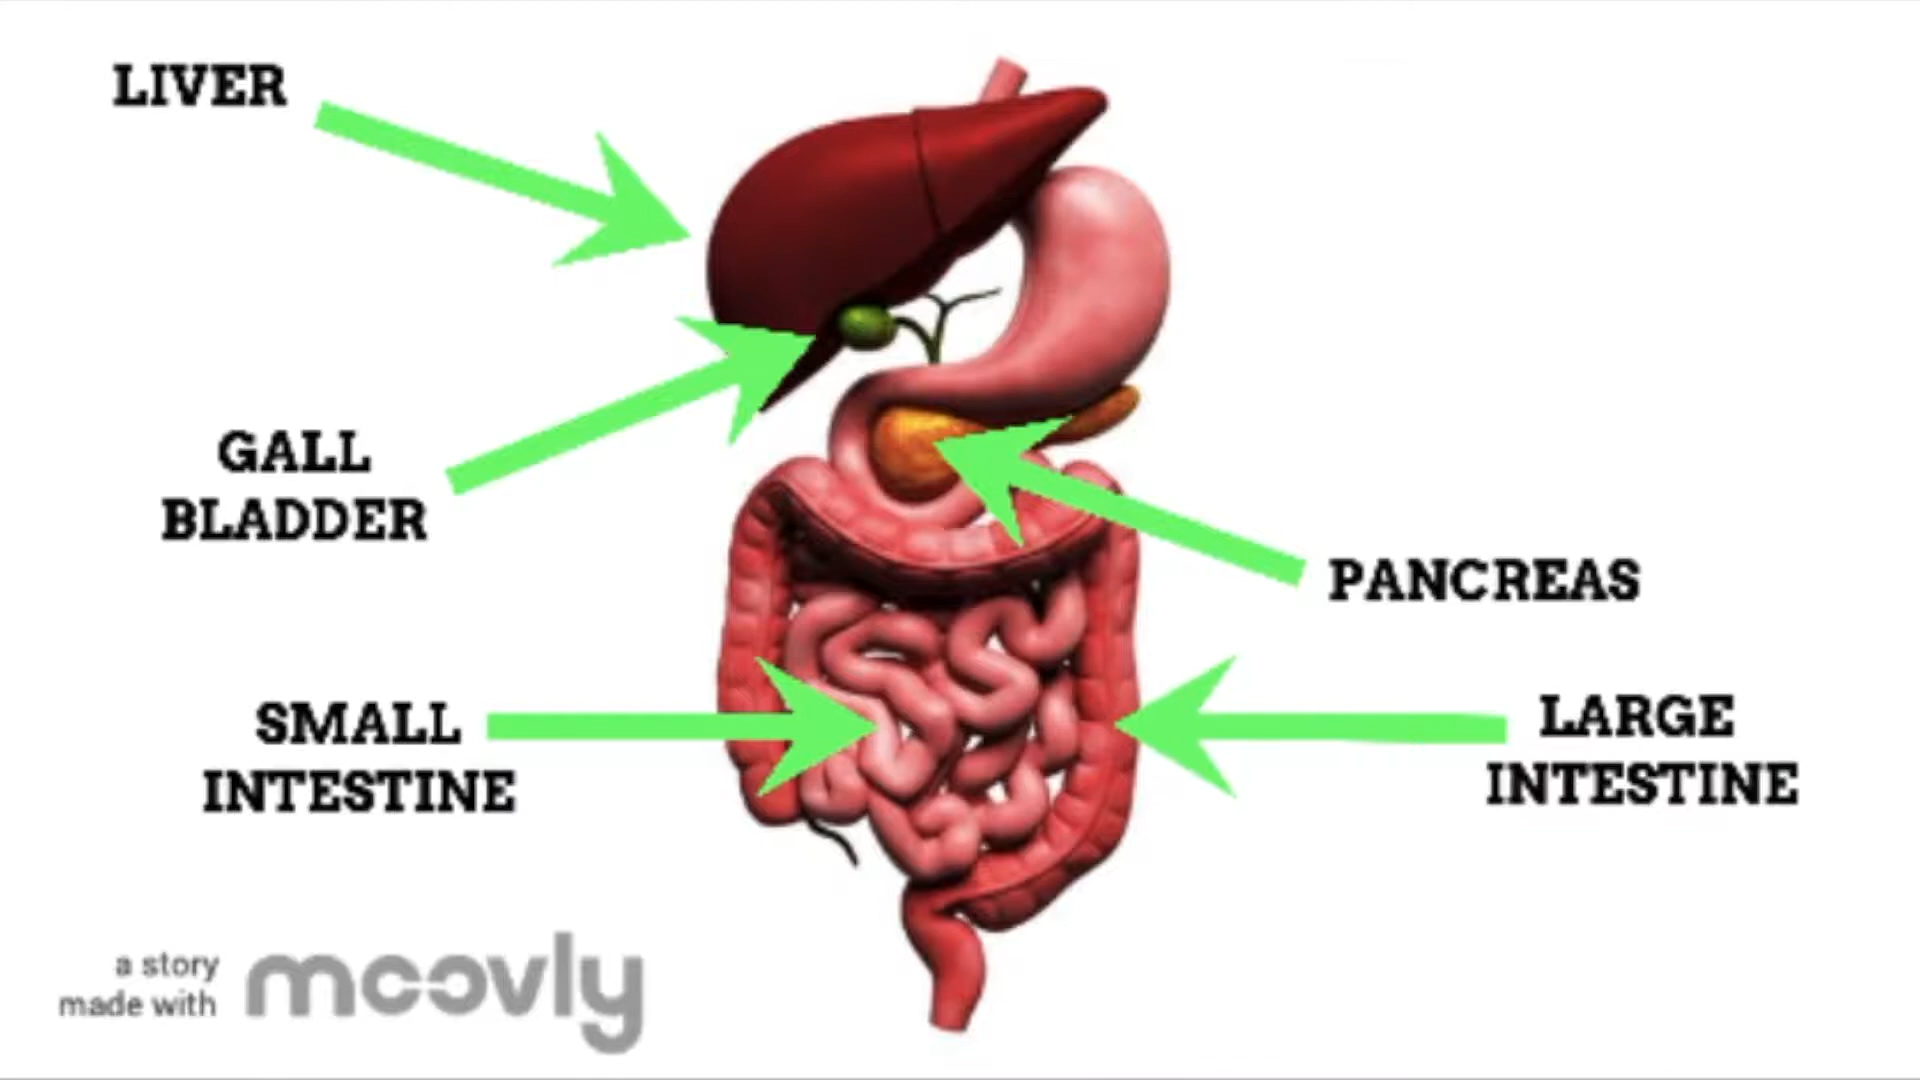 LIVER
GALL
BLADDER
PANCREAS
SMALL
INTESTINE
LARGE
INTESTINE
a story
made with
moovly